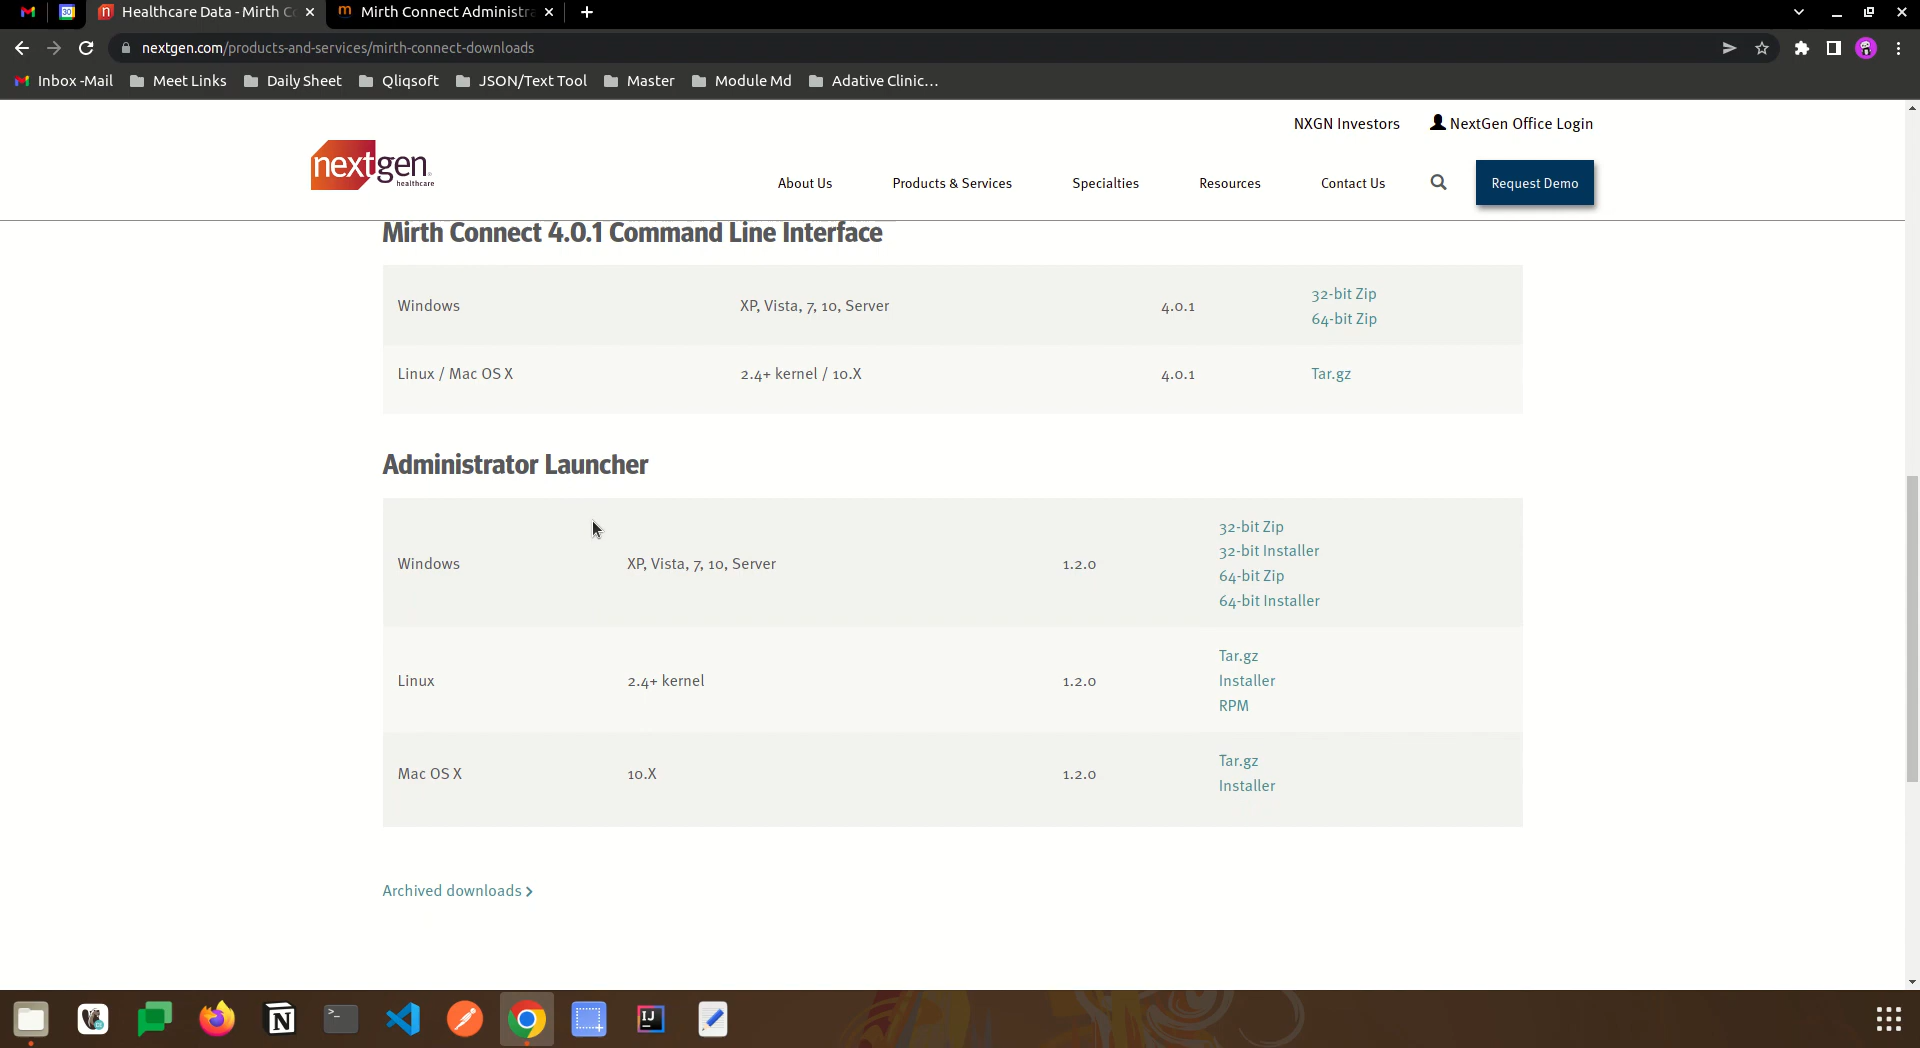 Healthcare Data - Mirth C
Mirth Connect Administra
nextgen.com/products-and-services/mirth-connect-downloads
Inbox -Mail
Meet Links
Daily Sheet
Qliqsoft
JSON/Text Tool
Master
Module Md
Adative Clinic...
NXGN Investors
NextGen Office Login
nextgen
healthcare
About Us
Products & Services
Specialties
Resources
Contact Us
Request Demo
Mirth Connect 4.0.1 Command Line Interface
Windows
XP, Vista, 7, 10, Server
4.0.1
32-bit Zip
64-bit Zip
Linux / Mac OS X
2.4+ kernel / 10.X
4.0.1
Tar.gz
Administrator Launcher
Windows
XP, Vista, 7, 10, Server
1.2.0
32-bit Zip
32-bit Installer
64-bit Zip
64-bit Installer
Linux
2.4+ kernel
1.2.0
Tar.gz
Installer
RPM
Mac OS X
10.X
1.2.0
Tar.gz
Installer
Archived downloads